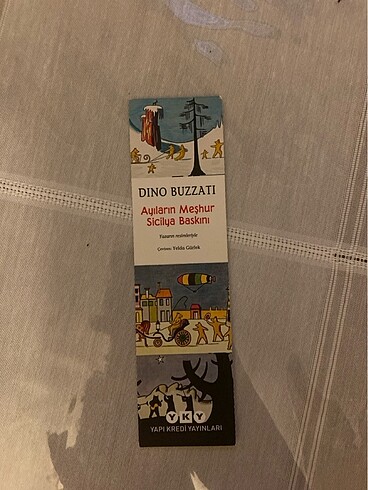 DINO BUZZATI
Ayıların Meşhur
Sicilya Baskını
Yazarın resimleriyle
Çeviren: Yelda Gürlek
YKY
YAPI KREDİ YAYINLARI